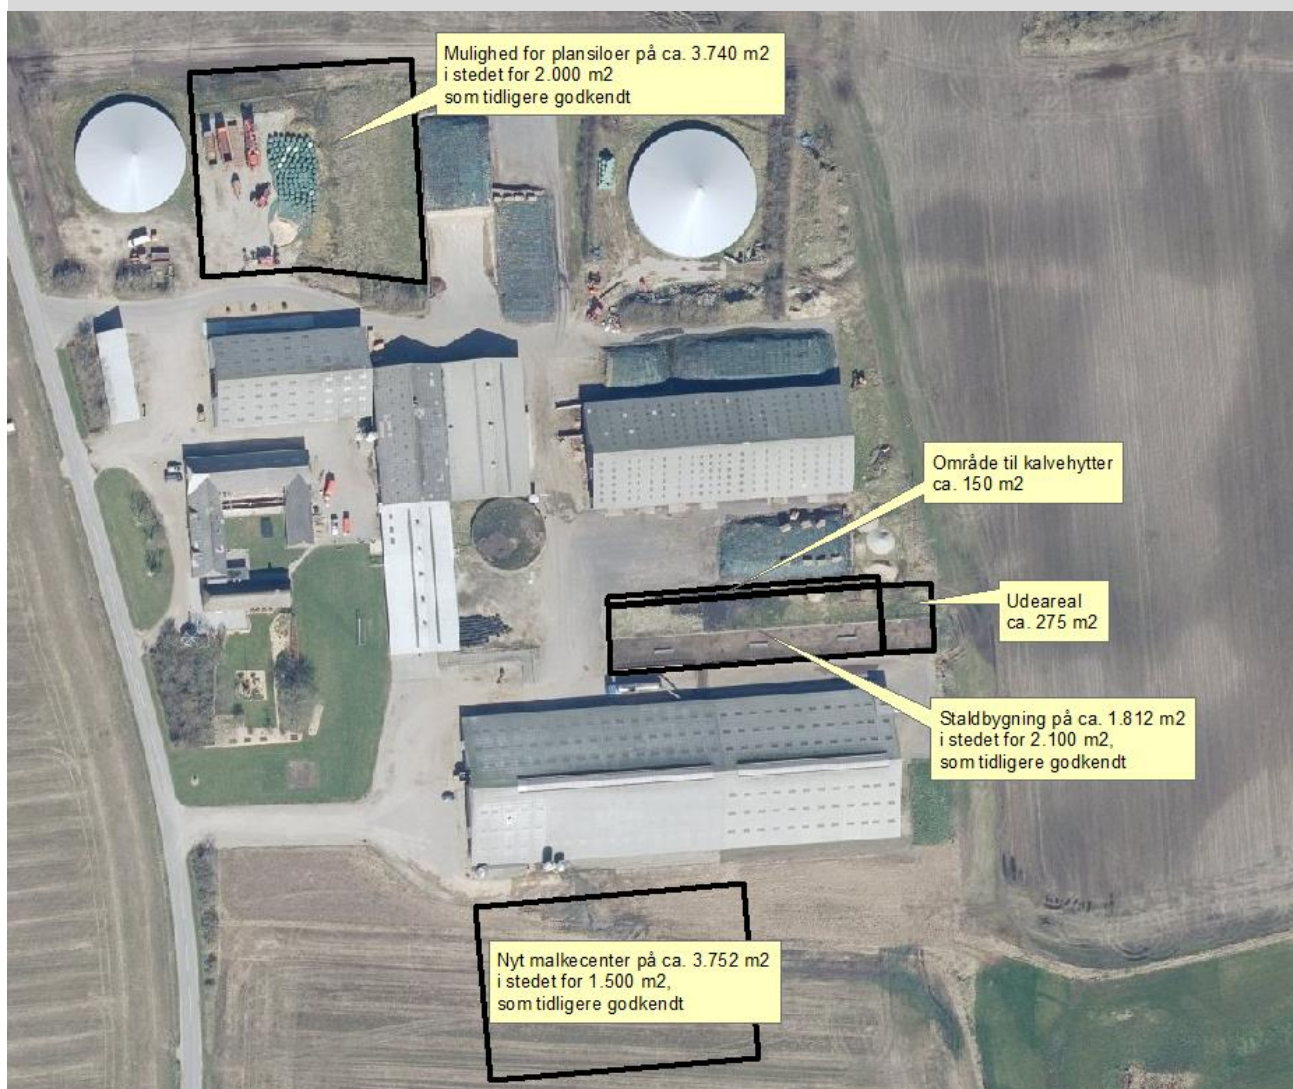 Mulighed for plansiloer på ca. 3.740 m2
i stedet for 2.000 m2
som tidligere godkendt
Område til kalvehytter
ca. 150 m2
Udeareal
ca. 275 m2
Staldbygning på ca. 1.812 m2
i stedet for 2.100 m2,
som tidligere godkendt
Nyt malkecenter på ca. 3.752 m2
i stedet for 1.500 m2,
som tidligere godkendt